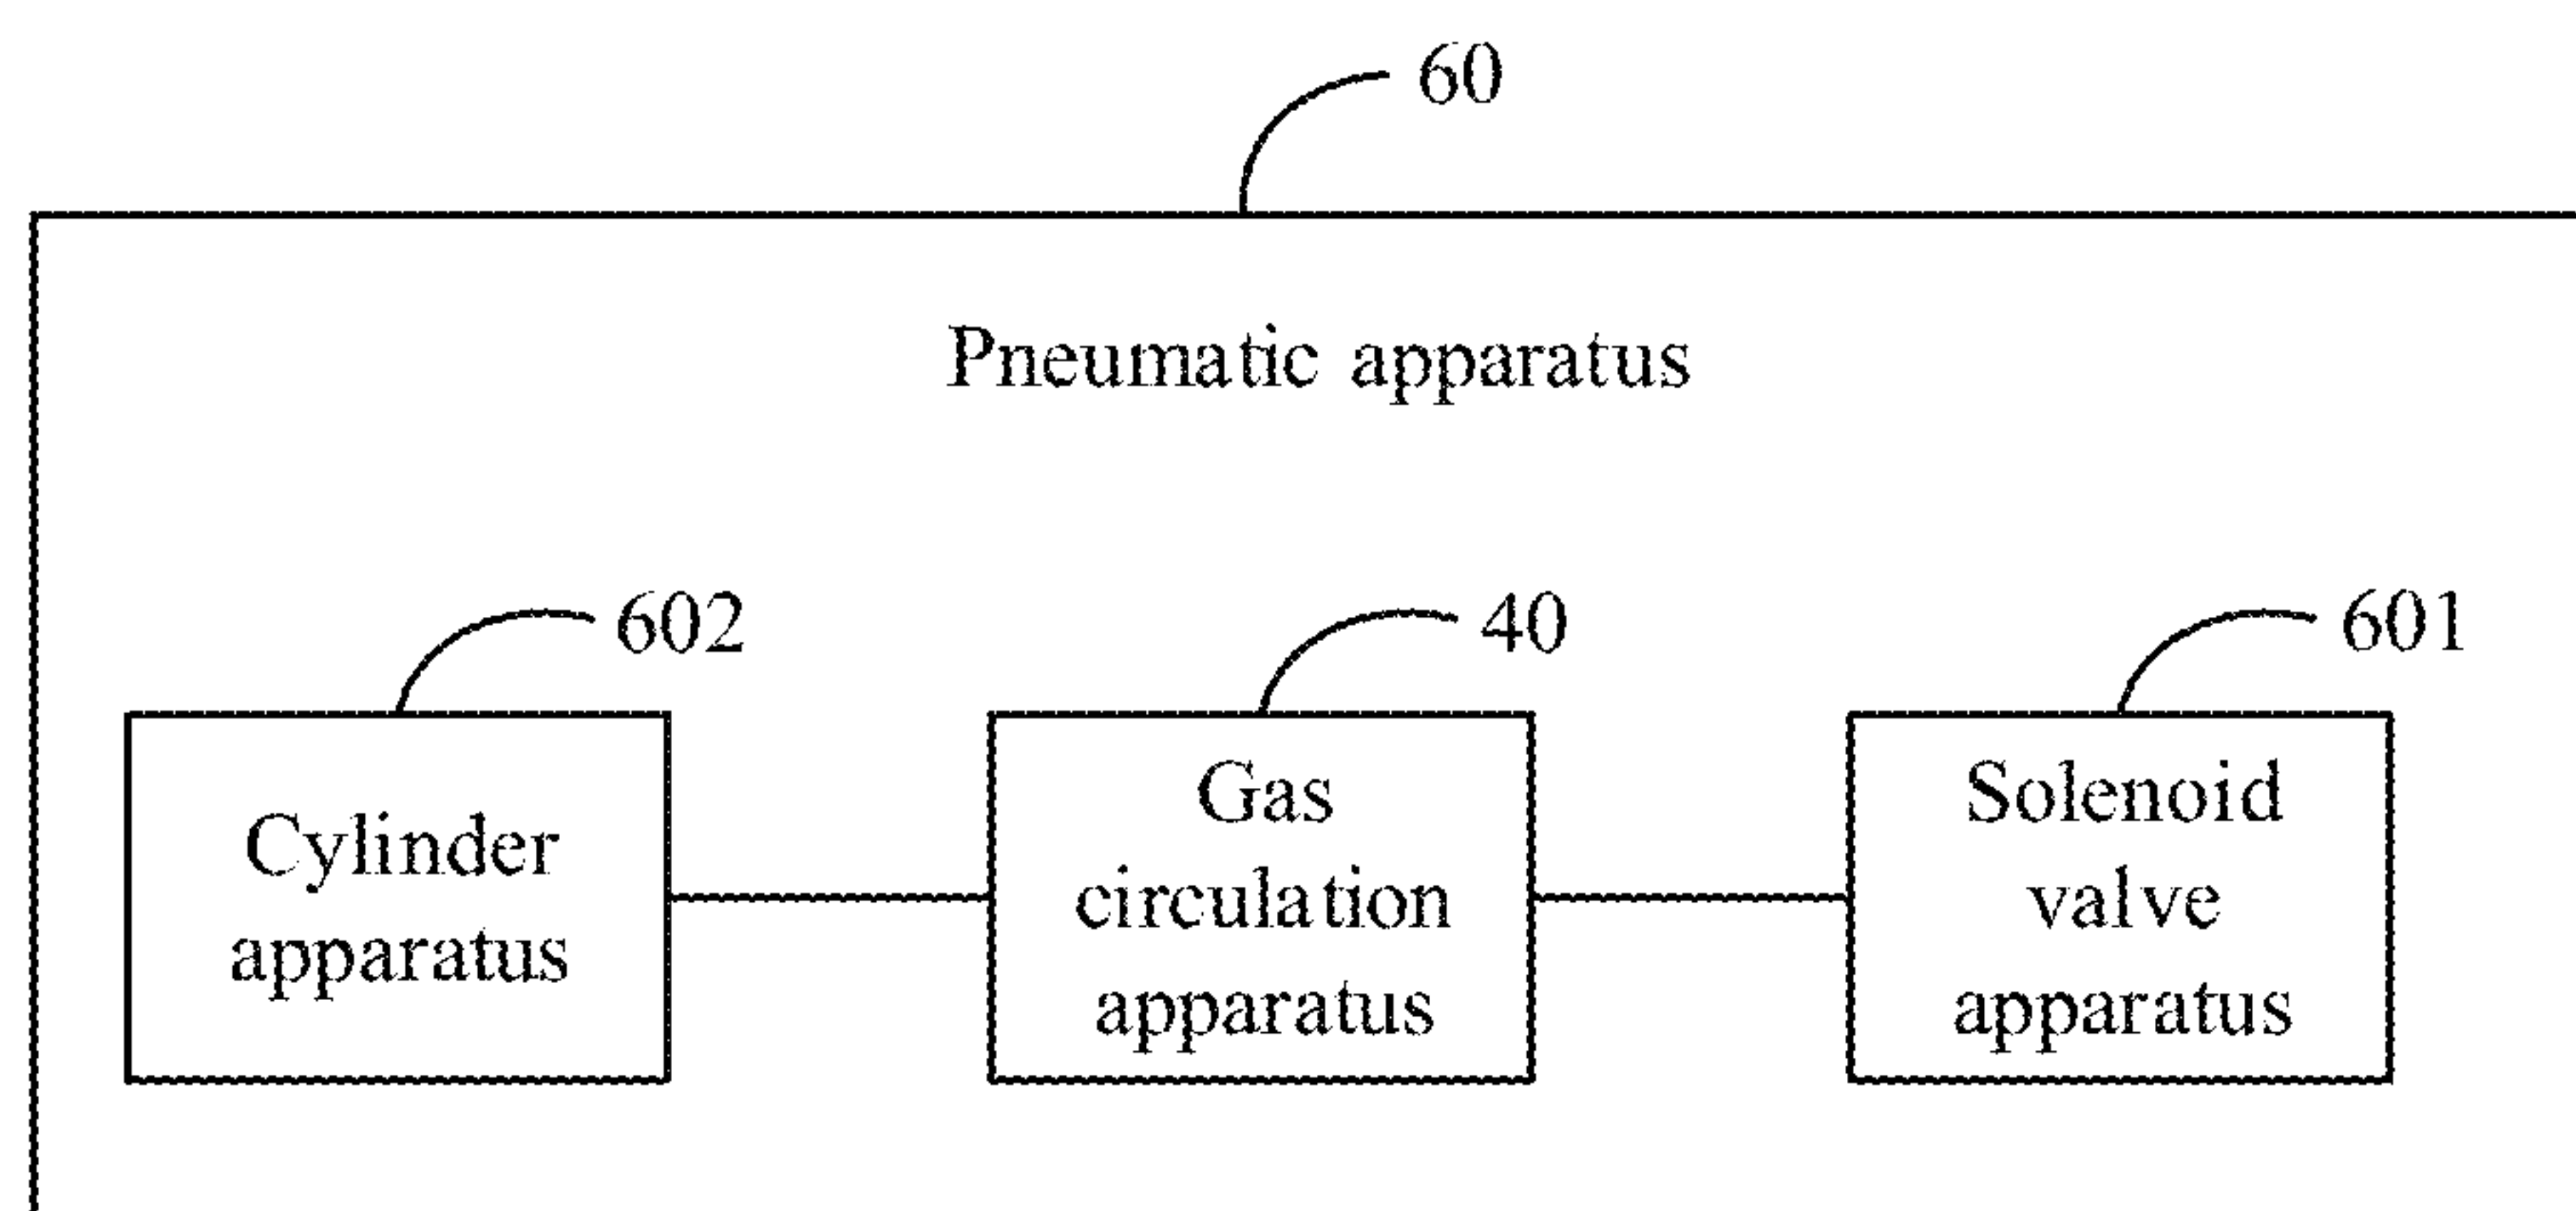 60
Pneumatic apparatus
602
40
601
Cylinder
apparatus
Gas
circulation
apparatus
Solenoid
valve
apparatus